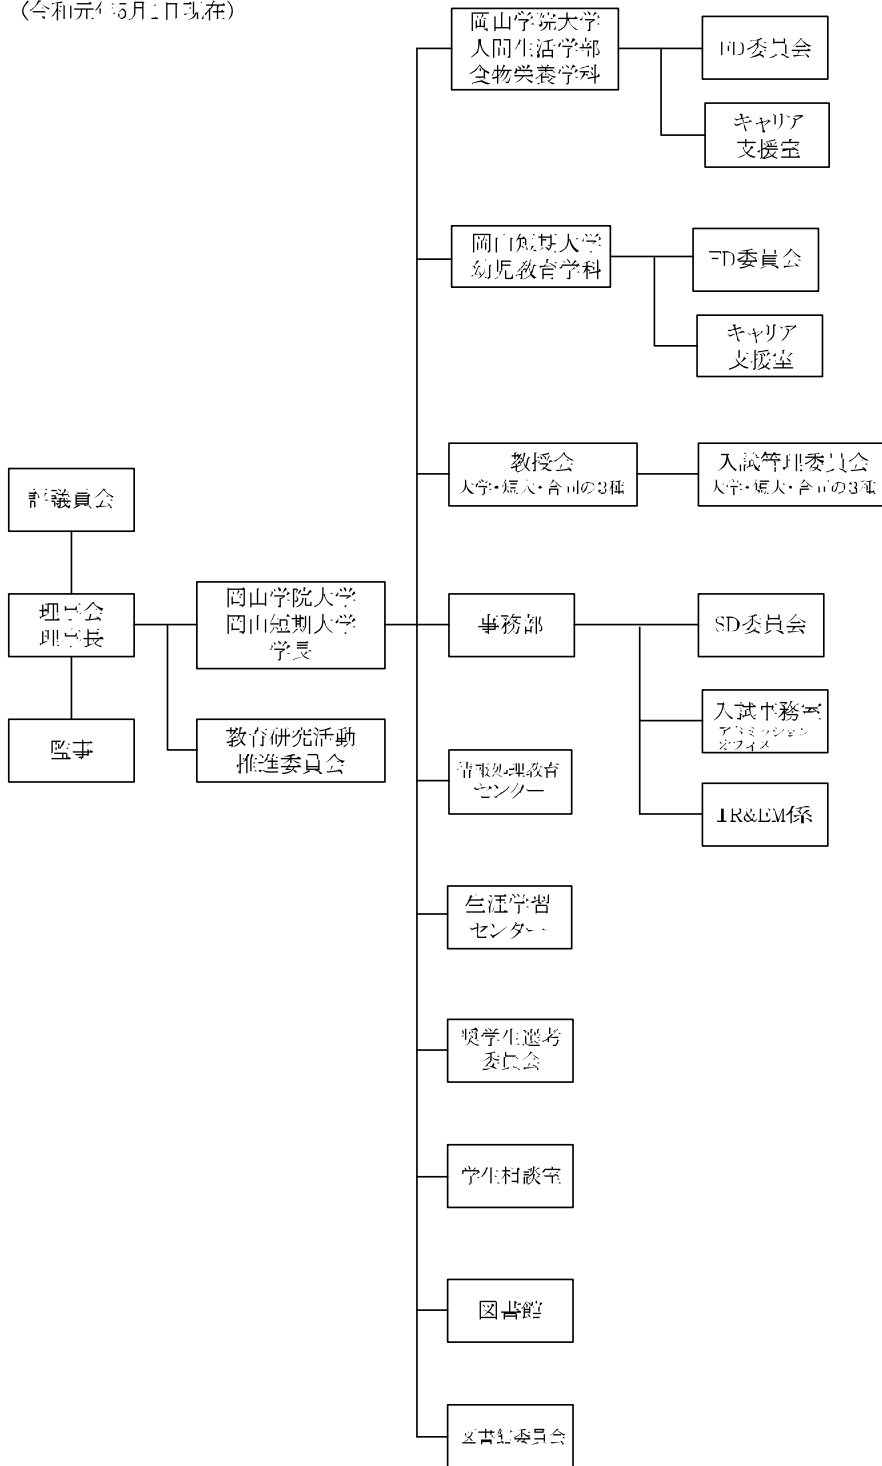 （令和元年5月1日現在）
岡山学院大学
人間生活学部
食物栄養学科
FD委員会
キャリア
支援室
岡山短期大学
幼児教育学科
FD委員会
キャリア
支援室
教授会
大学・短大・合同の3種
入試管理委員会
大学・短大・合同の3種
評議員会
理事会
理事長
監事
岡山学院大学
岡山短期大学
学長
教育研究活動
推進委員会
事務部
SD委員会
入試事務室
アドミッション
オフィス
IR&EM係
情報処理教育
センター
生涯学習
センター
奨学生選考
委員会
学生相談室
図書館
図書館委員会